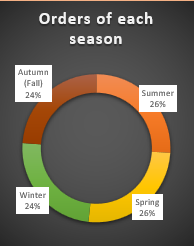 Orders of each
season
Autumn
(Fall)
24%
Summer
26%
Winter
24%
Spring
26%